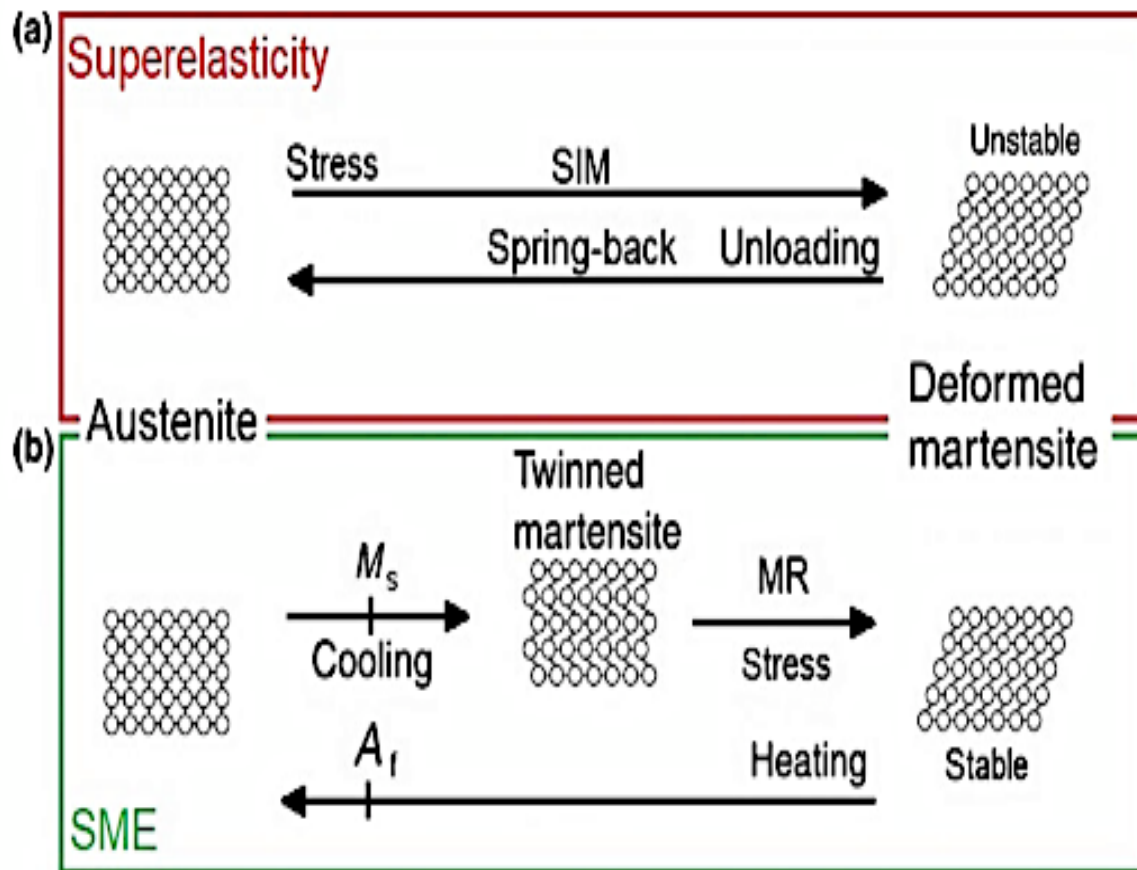 (a)
Superelasticity
Stress SIM
Unstable
Spring-back Unloading
Deformed
martensite
Austenite
(b)
Twinned
martensite
Ms
MR
Cooling
Stress
Af
Heating
Stable
SME